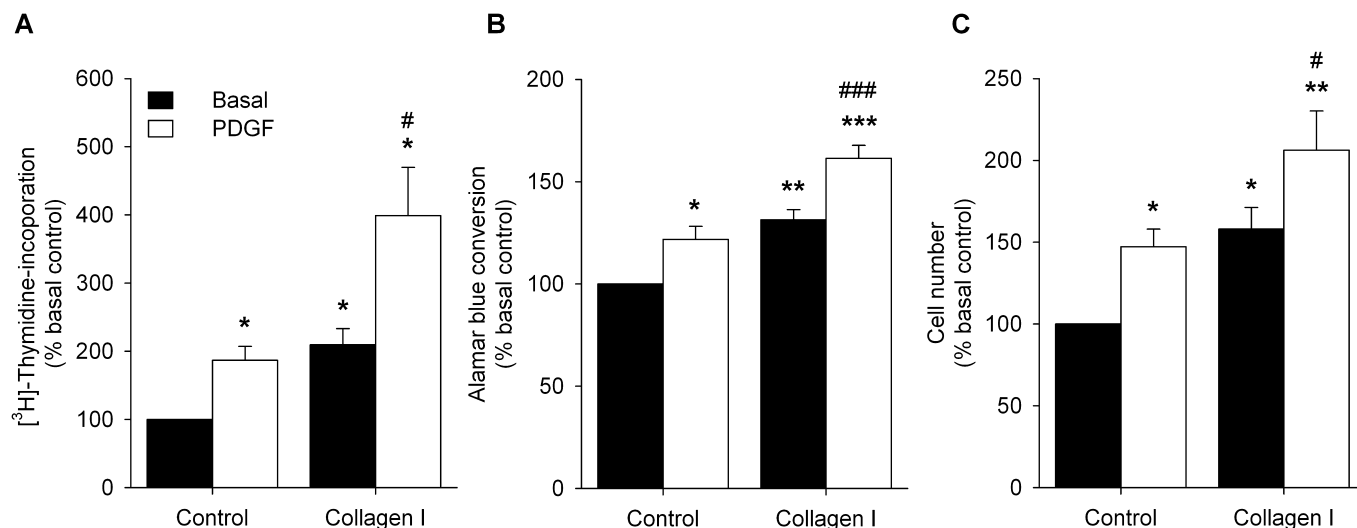 A
[³H]-Thymidine-incoporation
(% basal control)
600
500
400
300
200
100
0
Basal
PDGF
*
*
#
*
Control
Collagen I
B
Alamar blue conversion
(% basal control)
200
150
100
50
0
*
**
###
***
Control
Collagen I
C
Cell number
(% basal control)
250
200
150
100
50
0
*
*
#
**
Control
Collagen I